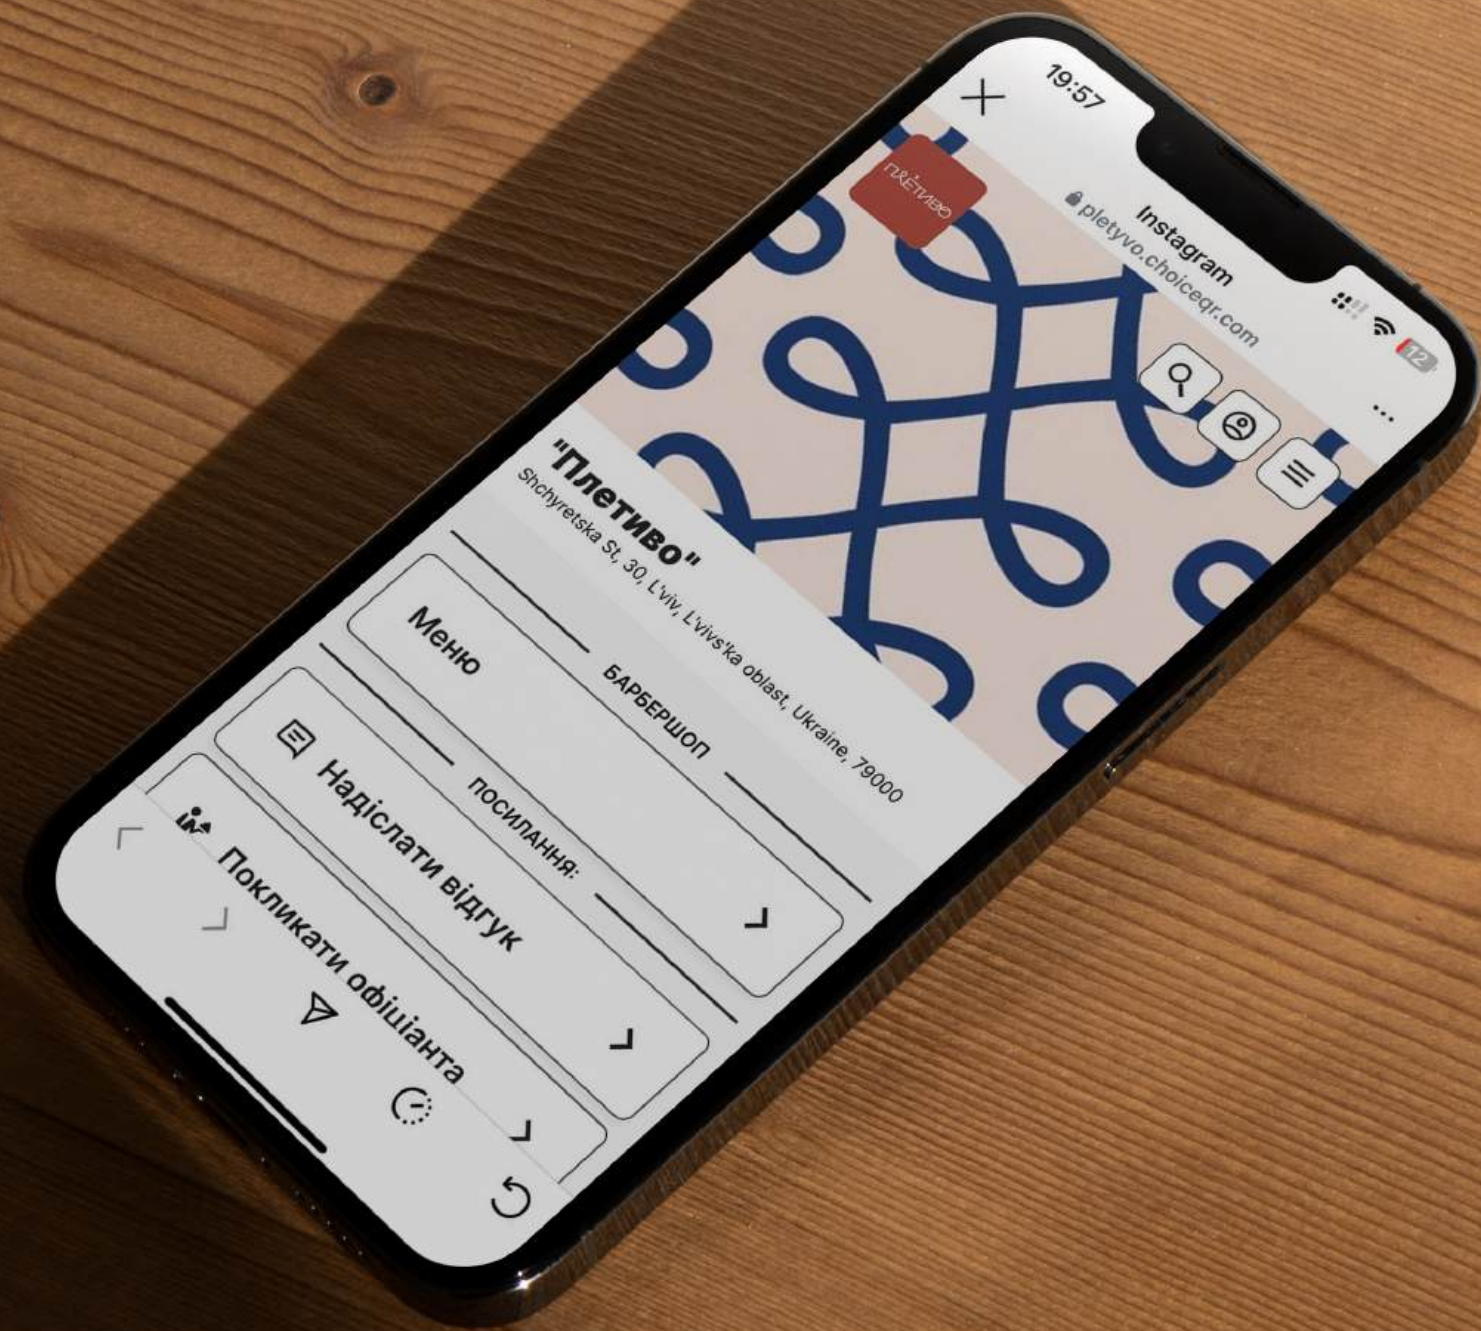 19:57
12
Instagram
pletyvo.choiceqr.com
ПЛЕТИВО
"Плетиво"
Shchyretska St, 30, L'viv, L'vivs'ka oblast, Ukraine, 79000
БАРБЕРШОП
Меню
ПОСИЛАННЯ:
Надіслати відгук
Покликати офіціанта